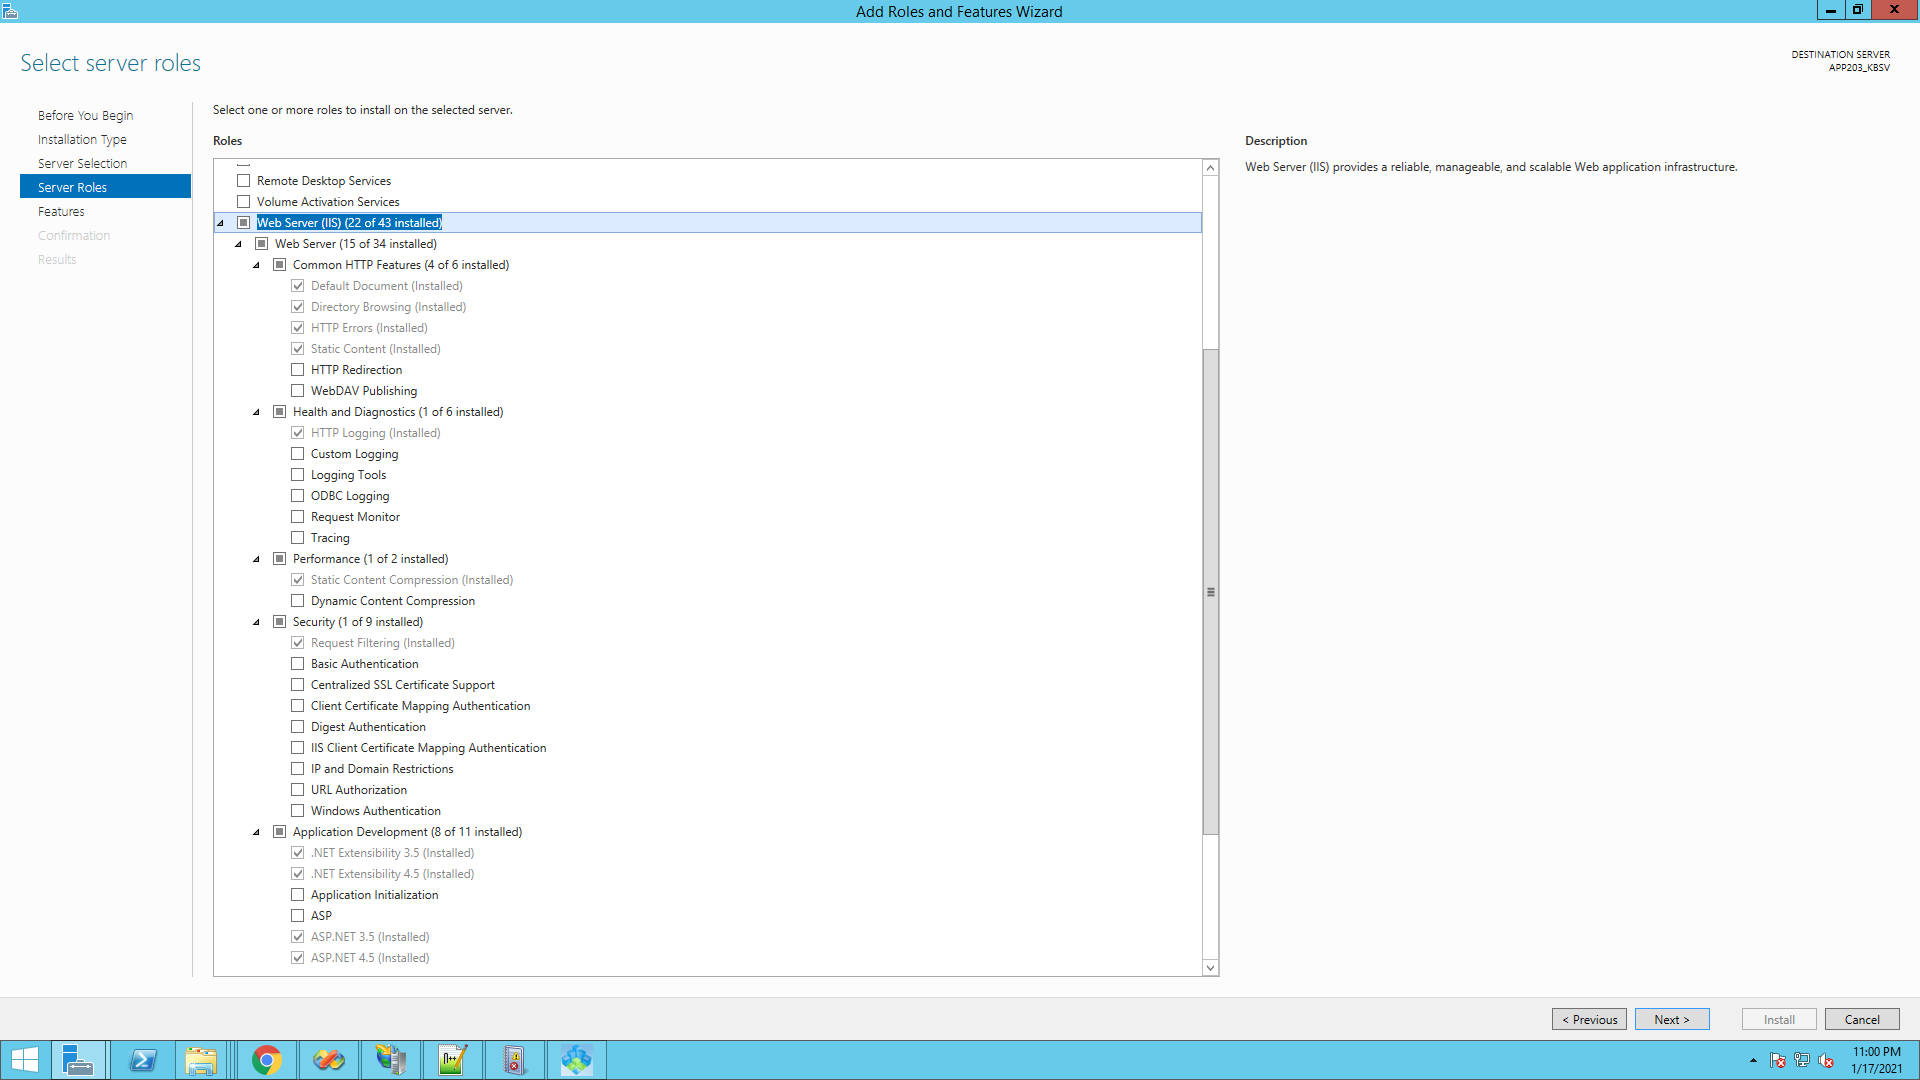 Add Roles and Features Wizard
Select server roles
DESTINATION SERVER
APP203_KBSV
Before You Begin
Installation Type
Server Selection
Server Roles
Features
Confirmation
Results
Select one or more roles to install on the selected server.
Roles
Remote Desktop Services
Volume Activation Services
Web Server (IIS) (22 of 43 installed)
Web Server (15 of 34 installed)
Common HTTP Features (4 of 6 installed)
Default Document (Installed)
Directory Browsing (Installed)
HTTP Errors (Installed)
Static Content (Installed)
HTTP Redirection
WebDAV Publishing
Health and Diagnostics (1 of 6 installed)
HTTP Logging (Installed)
Custom Logging
Logging Tools
ODBC Logging
Request Monitor
Tracing
Performance (1 of 2 installed)
Static Content Compression (Installed)
Dynamic Content Compression
Security (1 of 9 installed)
Request Filtering (Installed)
Basic Authentication
Centralized SSL Certificate Support
Client Certificate Mapping Authentication
Digest Authentication
IIS Client Certificate Mapping Authentication
IP and Domain Restrictions
URL Authorization
Windows Authentication
Application Development (8 of 11 installed)
.NET Extensibility 3.5 (Installed)
.NET Extensibility 4.5 (Installed)
Application Initialization
ASP
ASP.NET 3.5 (Installed)
ASP.NET 4.5 (Installed)
Description
Web Server (IIS) provides a reliable, manageable, and scalable Web application infrastructure.
< Previous
Next >
Install
Cancel
11:00 PM
1/17/2021